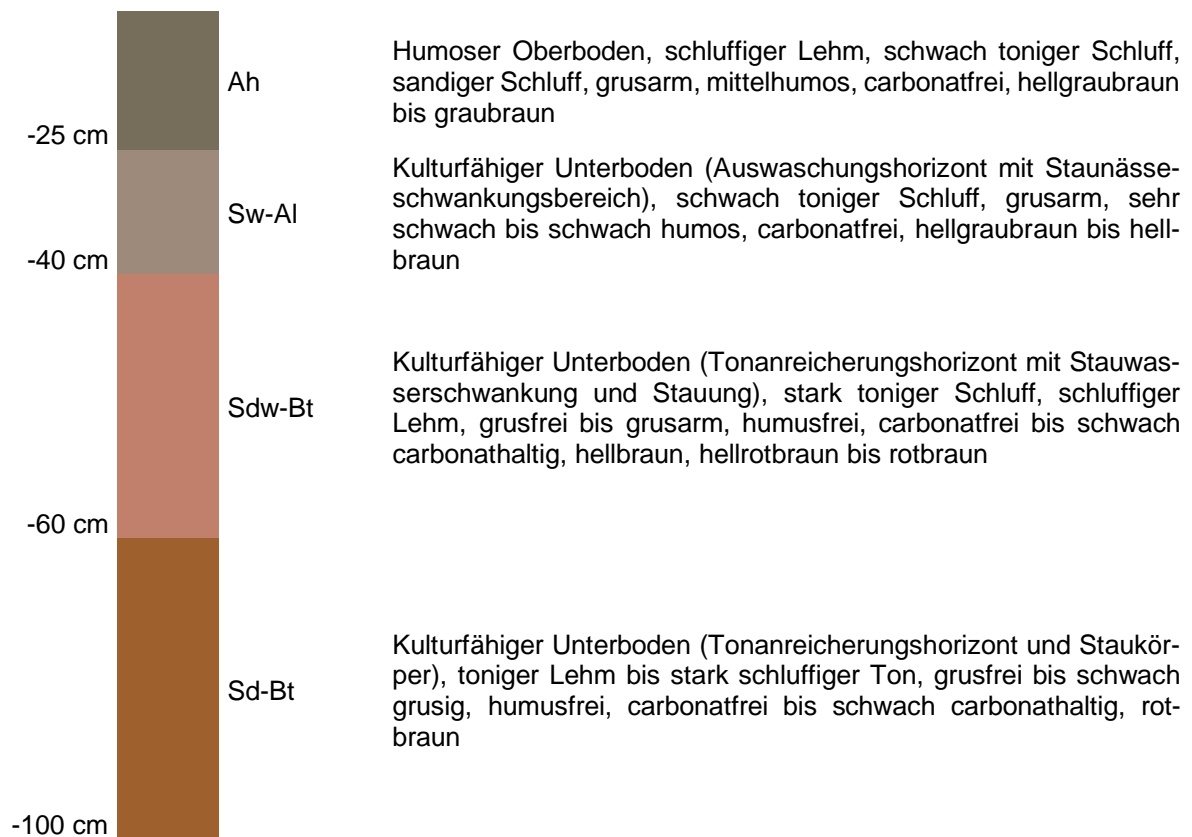 Ah
Humoser Oberboden, schluffiger Lehm, schwach toniger Schluff,
sandiger Schluff, grusarm, mittelhumos, carbonatfrei, hellgraubraun
bis graubraun
-25 cm
Sw-Al
Kulturfähiger Unterboden (Auswaschungshorizont mit Staunässe-
schwankungsbereich), schwach toniger Schluff, grusarm, sehr
schwach bis schwach humos, carbonatfrei, hellgraubraun bis hell-
braun
-40 cm
Sdw-Bt
Kulturfähiger Unterboden (Tonanreicherungshorizont mit Stauwas-
serschwankung und Stauung), stark toniger Schluff, schluffiger
Lehm, grusfrei bis grusarm, humusfrei, carbonatfrei bis schwach
carbonathaltig, hellbraun, hellrotbraun bis rotbraun
-60 cm
Sd-Bt
Kulturfähiger Unterboden (Tonanreicherungshorizont und Staukör-
per), toniger Lehm bis stark schluffiger Ton, grusfrei bis schwach
grusig, humusfrei, carbonatfrei bis schwach carbonathaltig, rot-
braun
-100 cm